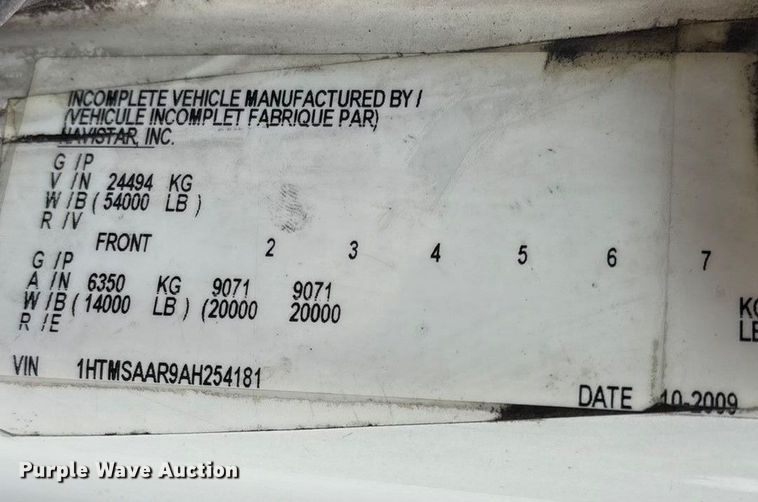 INCOMPLETE VEHICLE MANUFACTURED BY /
(VEHICULE INCOMPLET FABRIQUE PAR)
NAVISTAR, INC.
G /P
V /N 24494 KG
W/B ( 54000 LB )
R /V
FRONT 2 3 4 5 6 7
G /P
A /N 6350 KG 9071 9071
W/B ( 14000 LB ) (20000 20000
R /E
KG
LB
VIN 1HTMSAAR9AH254181
DATE 10-2009
Purple Wave Auction